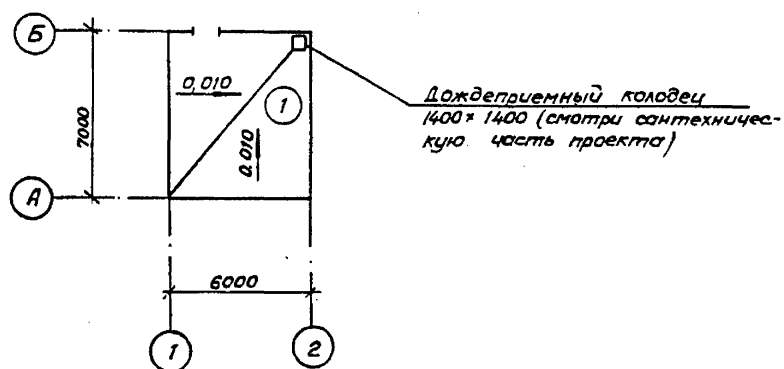 Б
0,010
1
7000
0,010
Дождеприемный колодец
1400×1400 (смотри сантехничес-
кую часть проекта)
А
6000
1
2